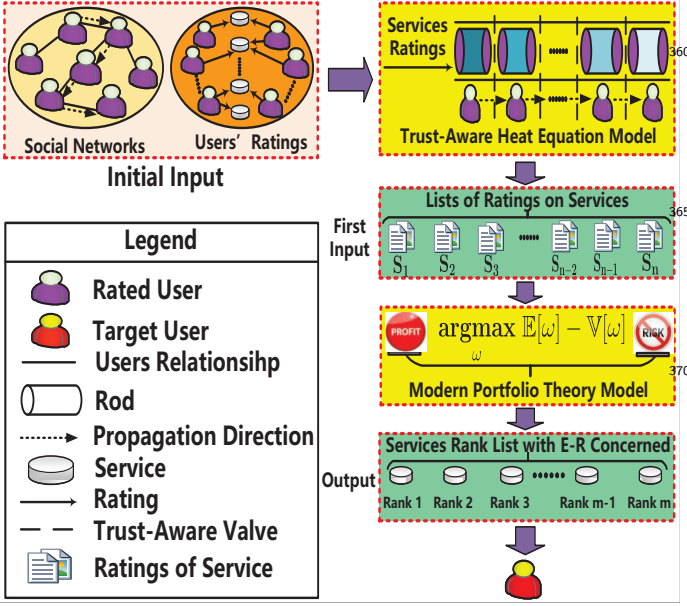 Social Networks
Users' Ratings
Initial Input
Services
Ratings
360
Trust-Aware Heat Equation Model
First
Input
Lists of Ratings on Services
365
S1 S2 S3 ...... Sn-2 Sn-1 Sn
PROFIT
argmax E[ω] − V[ω]
ω
RISK
370
Modern Portfolio Theory Model
Output
Services Rank List with E-R Concerned
Rank 1 Rank 2 Rank 3 Rank m-1 Rank m
Legend
Rated User
Target User
Users Relationsihp
Rod
Propagation Direction
Service
Rating
Trust-Aware Valve
Ratings of Service